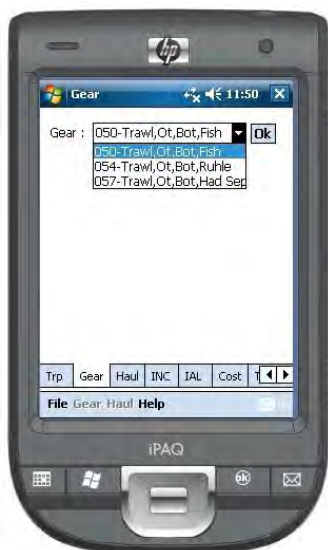 hp
Gear 11:50
Gear : 050-Trawl,Ot,Bot,Fish Ok
050-Trawl,Ot,Bot,Fish
054-Trawl,Ot,Bot,Ruhle
057-Trawl,Ot,Bot,Had Sep
Trp Gear Haul INC IAL Cost
File Gear Haul Help
iPAQ
ok